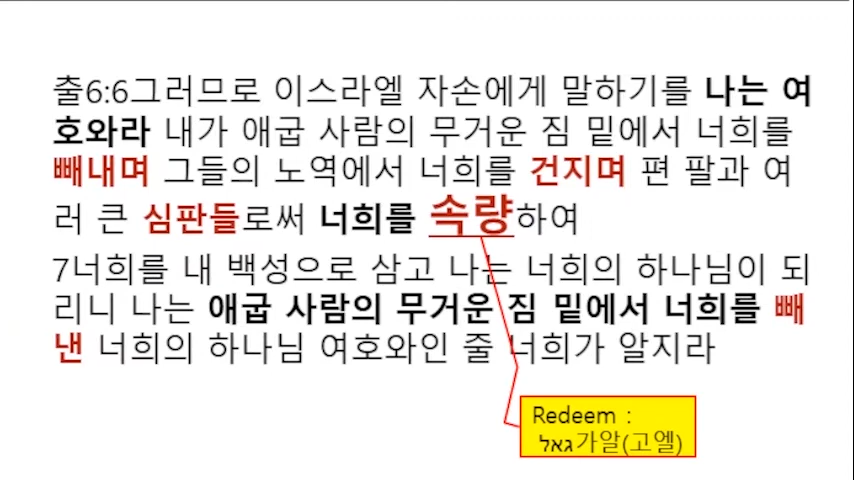 출6:6그러므로 이스라엘 자손에게 말하기를 나는 여
호와라 내가 애굽 사람의 무거운 짐 밑에서 너희를
빼내며 그들의 노역에서 너희를 건지며 편 팔과 여
러 큰 심판들로써 너희를 속량하여
7너희를 내 백성으로 삼고 나는 너희의 하나님이 되
리니 나는 애굽 사람의 무거운 짐 밑에서 너희를 빼
낸 너희의 하나님 여호와인 줄 너희가 알지라
Redeem :
גאל가알(고엘)